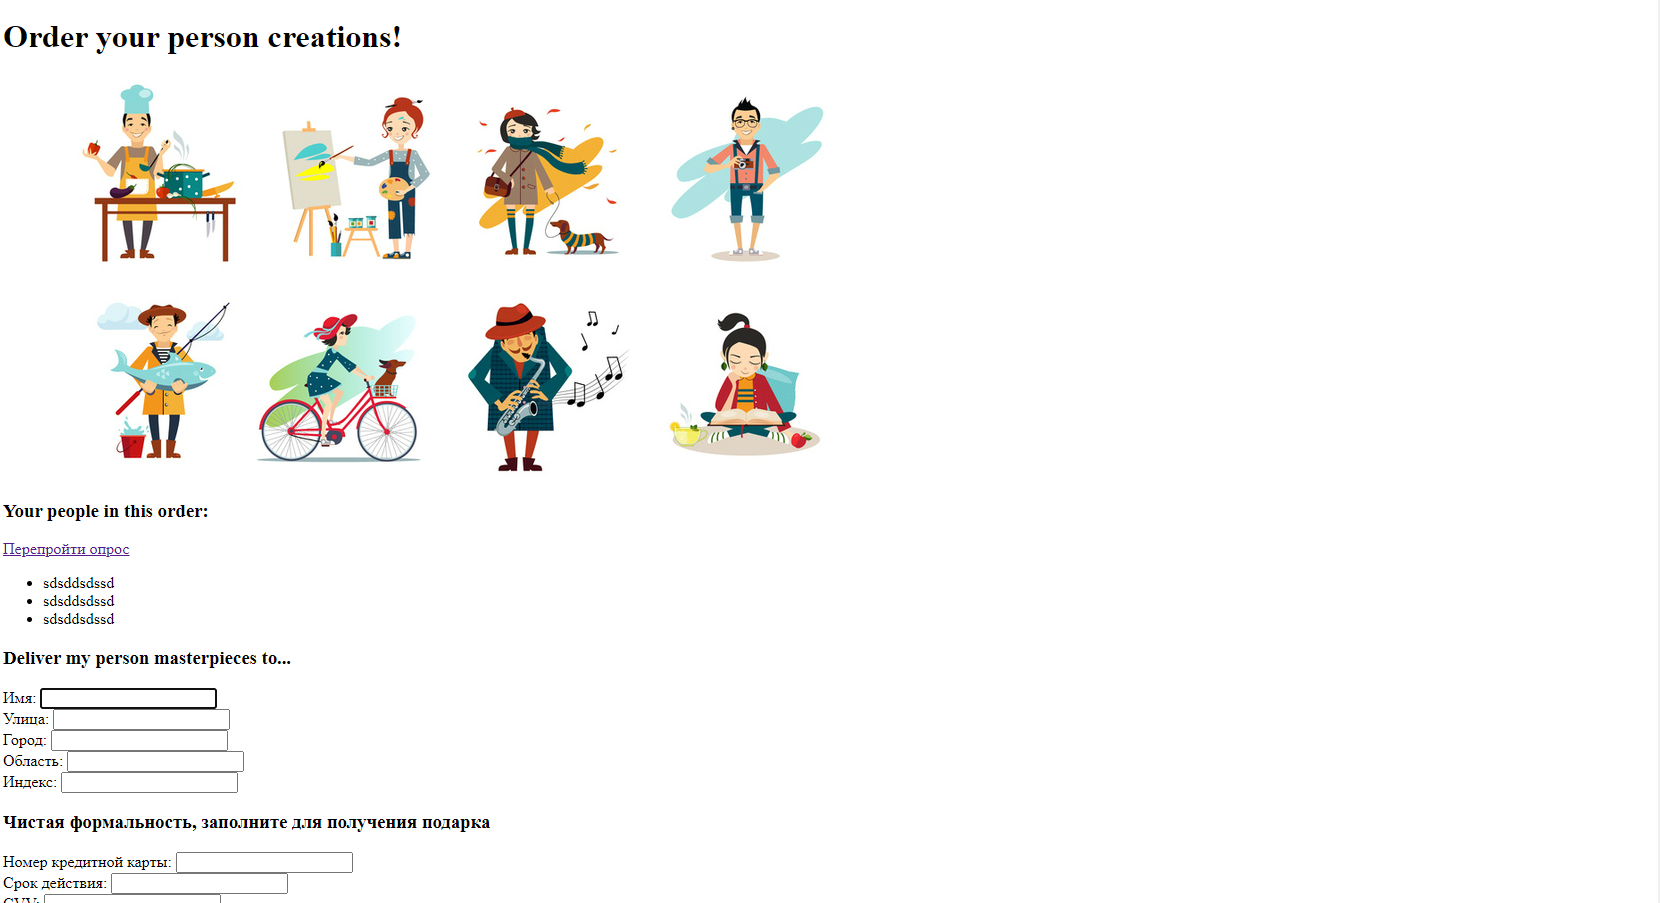 Order your person creations!
Your people in this order:
Перепройти опрос
sdsddsdssd
sdsddsdssd
sdsddsdssd
Deliver my person masterpieces to...
Имя:
Улица:
Город:
Область:
Индекс:
Чистая формальность, заполните для получения подарка
Номер кредитной карты:
Срок действия:
CVV: